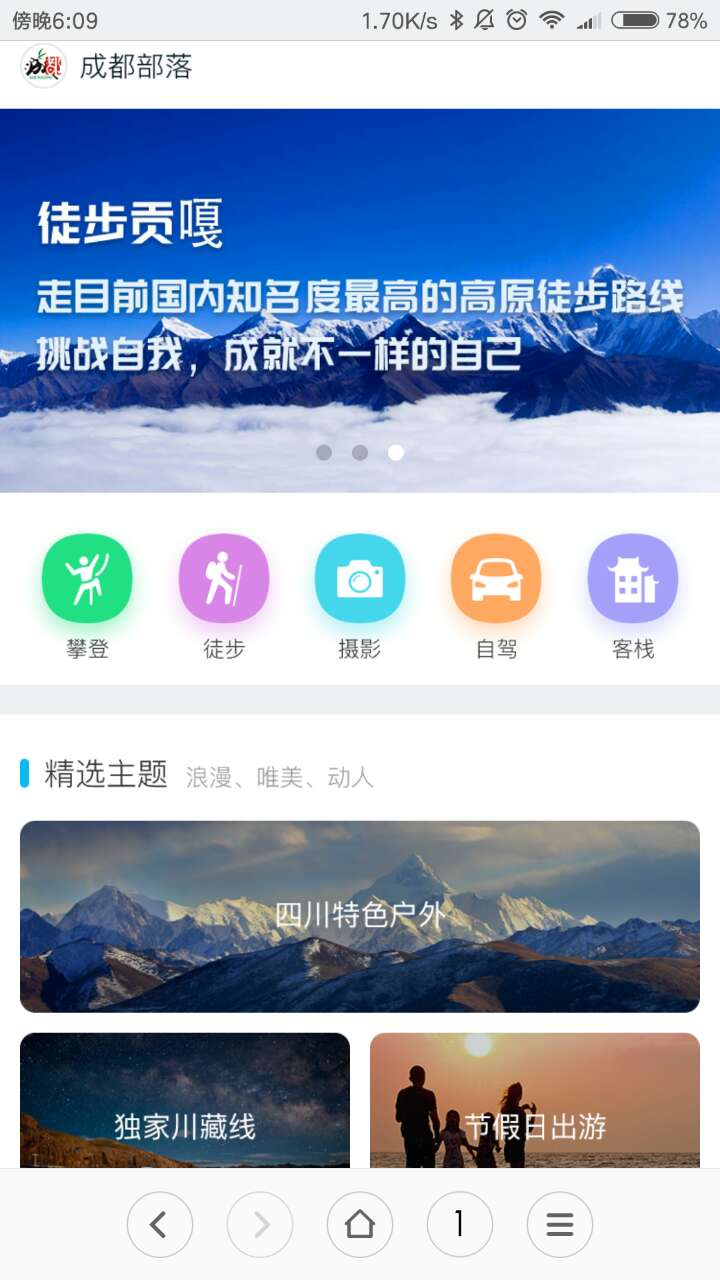 傍晚6:09
1.70K/s
78%
成都
成都部落
徒步贡嘎
走目前国内知名度最高的高原徒步路线
挑战自我，成就不一样的自己
攀登
徒步
摄影
自驾
客栈
精选主题
浪漫、唯美、动人
四川特色户外
独家川藏线
节假日出游
1